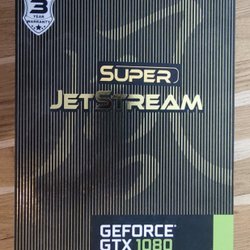 3
YEAR
WARRANTY
SUPER
JETSTREAM
GEFORCE
GTX 1080